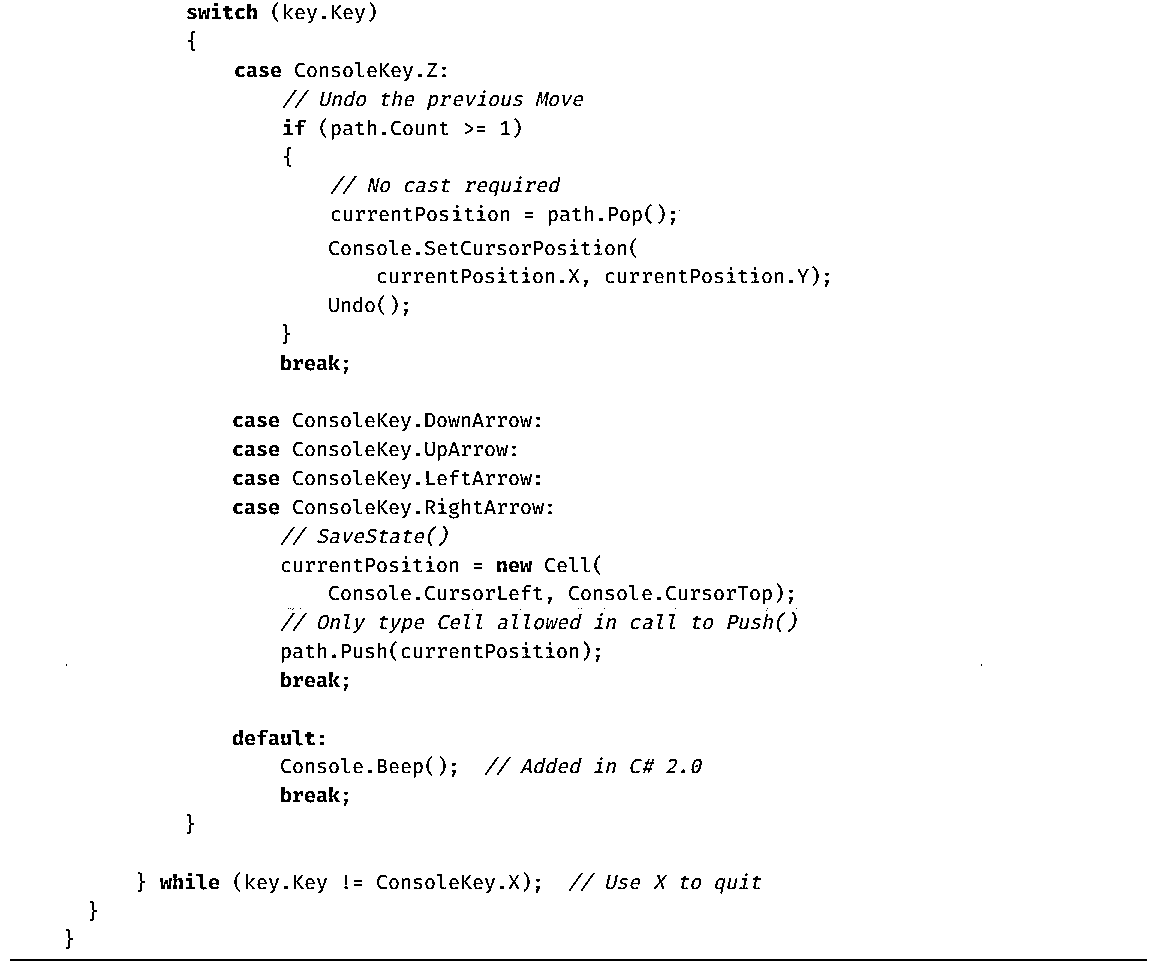 switch (key.Key)
{
case ConsoleKey.Z:
// Undo the previous Move
if (path.Count >= 1)
{
// No cast required
currentPosition = path.Pop();
Console.SetCursorPosition(
currentPosition.X, currentPosition.Y);
Undo();
}
break;
case ConsoleKey.DownArrow:
case ConsoleKey.UpArrow:
case ConsoleKey.LeftArrow:
case ConsoleKey.RightArrow:
// SaveState()
currentPosition = new Cell(
Console.CursorLeft, Console.CursorTop);
// Only type Cell allowed in call to Push()
path.Push(currentPosition);
break;
default:
Console.Beep();  // Added in C# 2.0
break;
}
} while (key.Key != ConsoleKey.X);  // Use X to quit
}
}